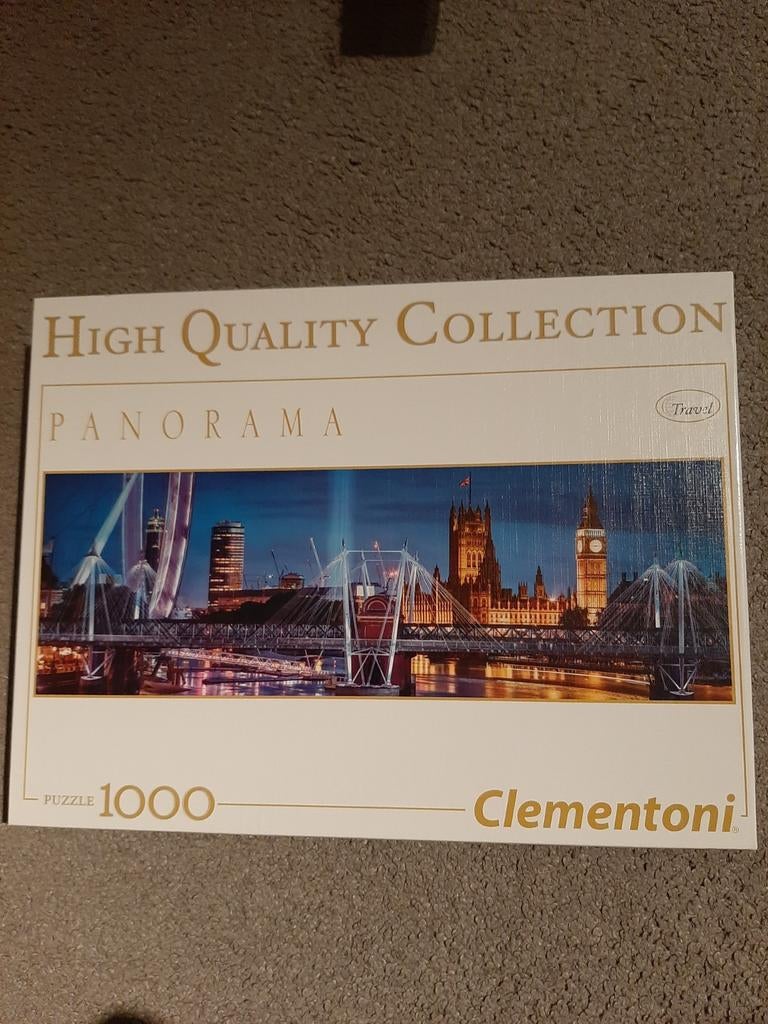 HIGH QUALITY COLLECTION
PANORAMA
Travel
PUZZLE 1000
Clementoni®